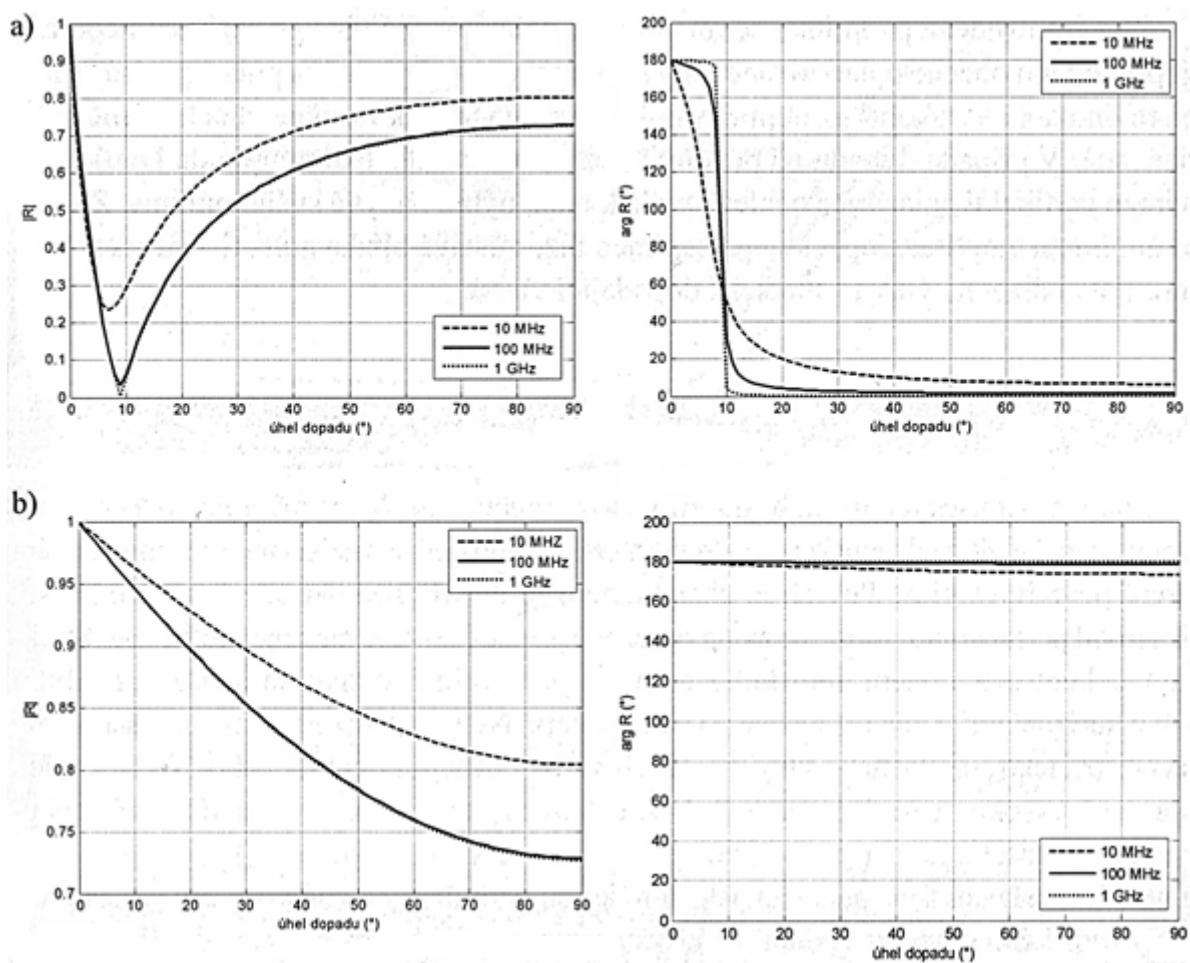 a)
1
0.9
0.8
0.7
0.6
0.5
0.4
0.3
0.2
0.1
0
|R|
0 10 20 30 40 50 60 70 80 90
úhel dopadu (°)
10 MHz
100 MHz
1 GHz
200
180
160
140
120
100
80
60
40
20
0
arg R (°)
10 MHz
100 MHz
1 GHz
0 10 20 30 40 50 60 70 80 90
úhel dopadu (°)
b)
1
0.95
0.9
0.85
0.8
0.75
0.7
|R|
10 MHZ
100 MHz
1 GHz
0 10 20 30 40 50 60 70 80 90
úhel dopadu (°)
200
180
160
140
120
100
80
60
40
20
0
arg R (°)
10 MHz
100 MHz
1 GHz
0 10 20 30 40 50 60 70 80 90
úhel dopadu (°)